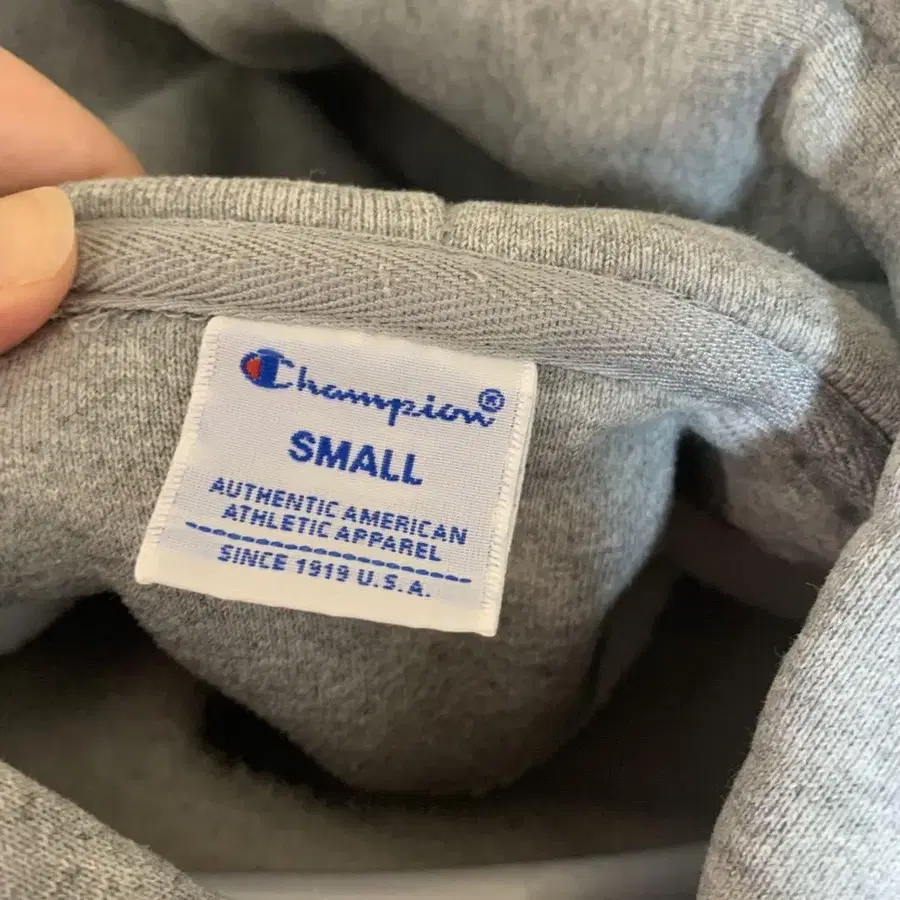 Champion®
SMALL
AUTHENTIC AMERICAN
ATHLETIC APPAREL
SINCE 1919 U.S.A.